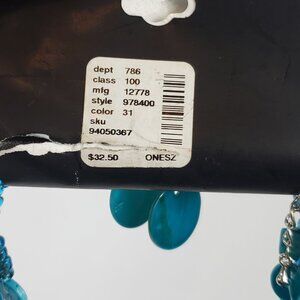 dept 786
class 100
mfg 12778
style 978400
color 31
sku
94050367
$32.50 ONESZ